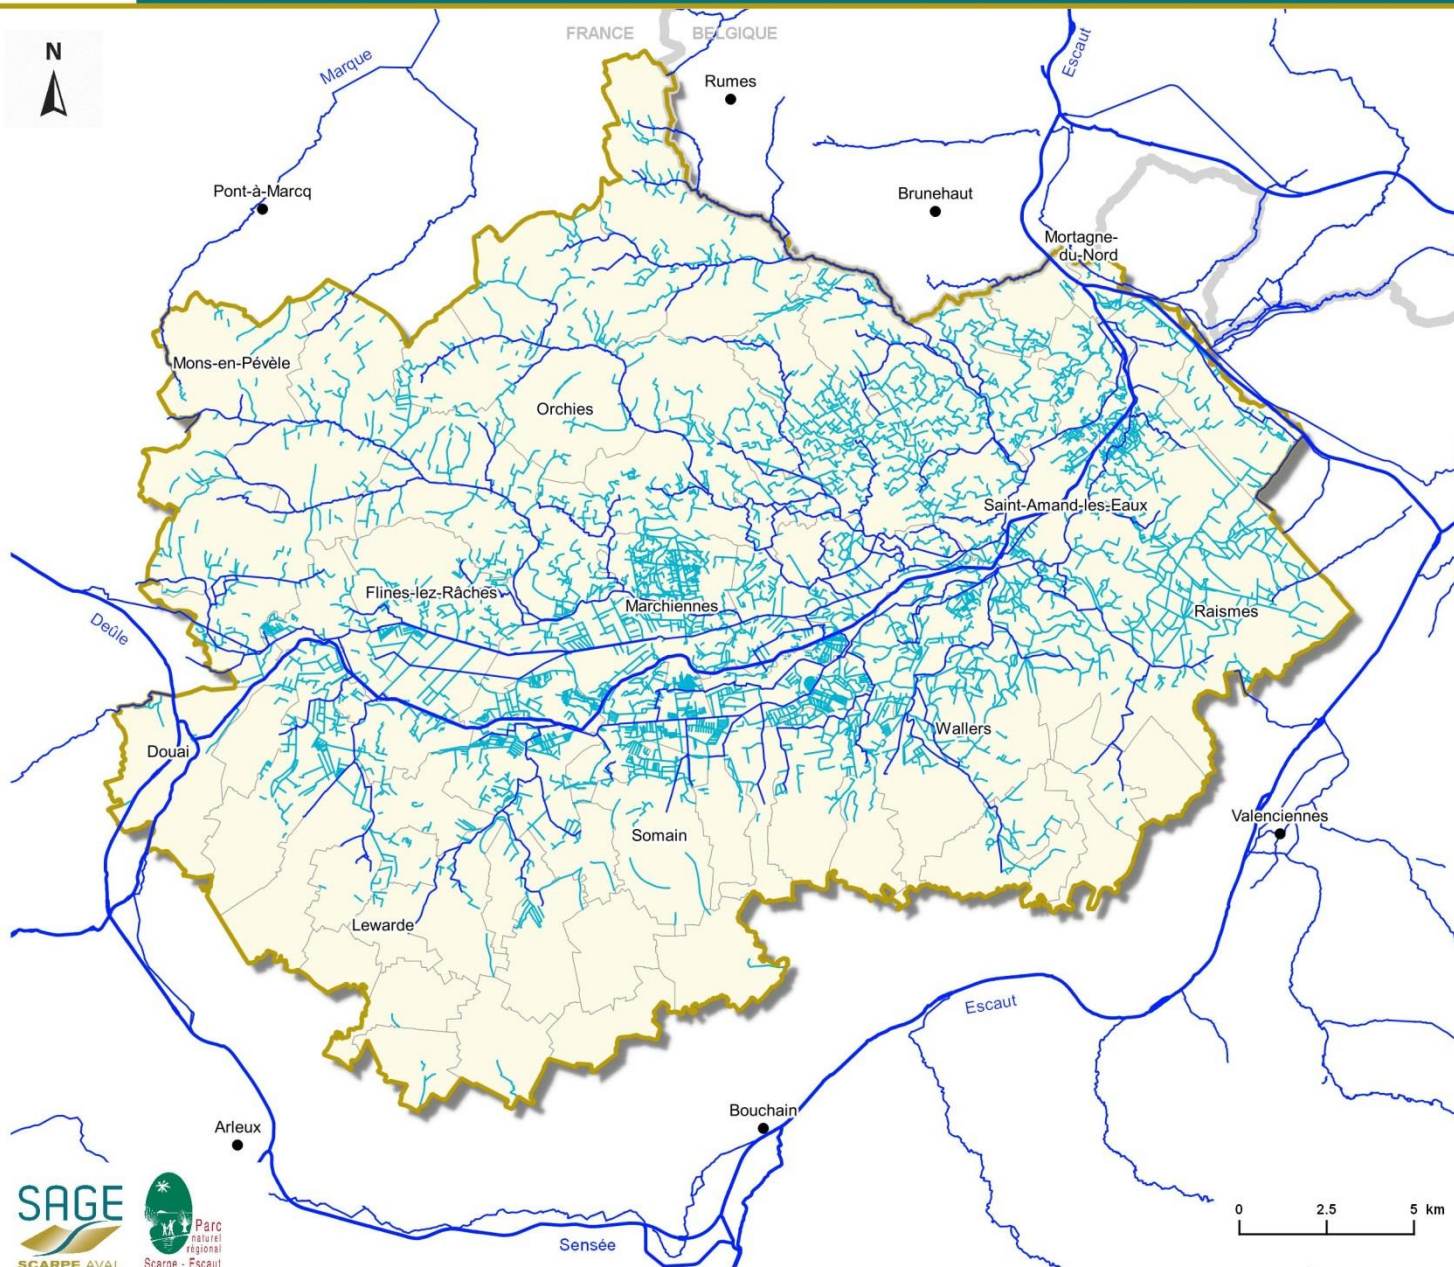 FRANCE
BELGIQUE
N
Marque
Escaut
Rumes
Pont-à-Marcq
Brunehaut
Mortagne-
du-Nord
Mons-en-Pévèle
Orchies
Saint-Amand-les-Eaux
Flines-lez-Râches
Marchiennes
Raismes
Deûle
Wallers
Douai
Valenciennes
Somain
Lewarde
Escaut
Bouchain
Arleux
SAGE
SCARPE AVAL
Parc
naturel
régional
Scarpe - Escaut
Sensée
0 2.5 5 km